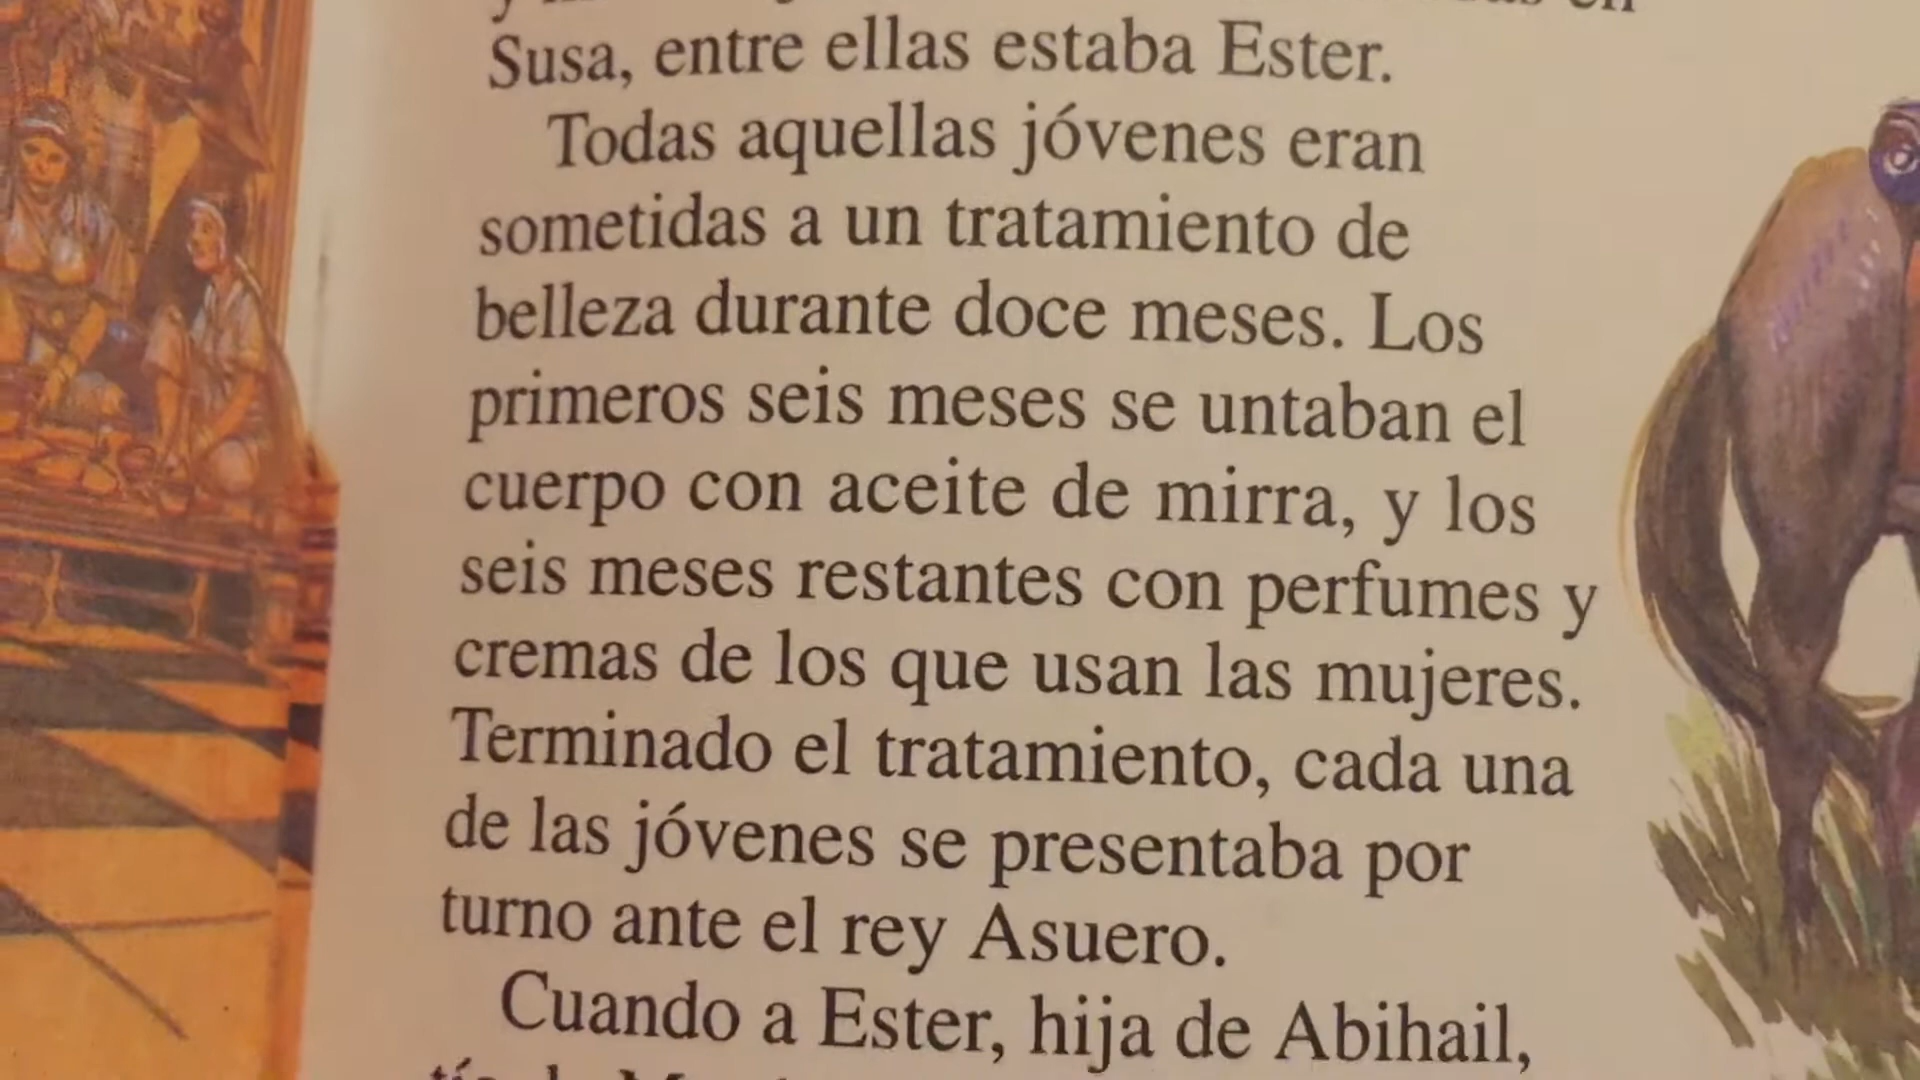 Susa, entre ellas estaba Ester.
Todas aquellas jóvenes eran
sometidas a un tratamiento de
belleza durante doce meses. Los
primeros seis meses se untaban el
cuerpo con aceite de mirra, y los
seis meses restantes con perfumes y
cremas de los que usan las mujeres.
Terminado el tratamiento, cada una
de las jóvenes se presentaba por
turno ante el rey Asuero.
Cuando a Ester, hija de Abihail,